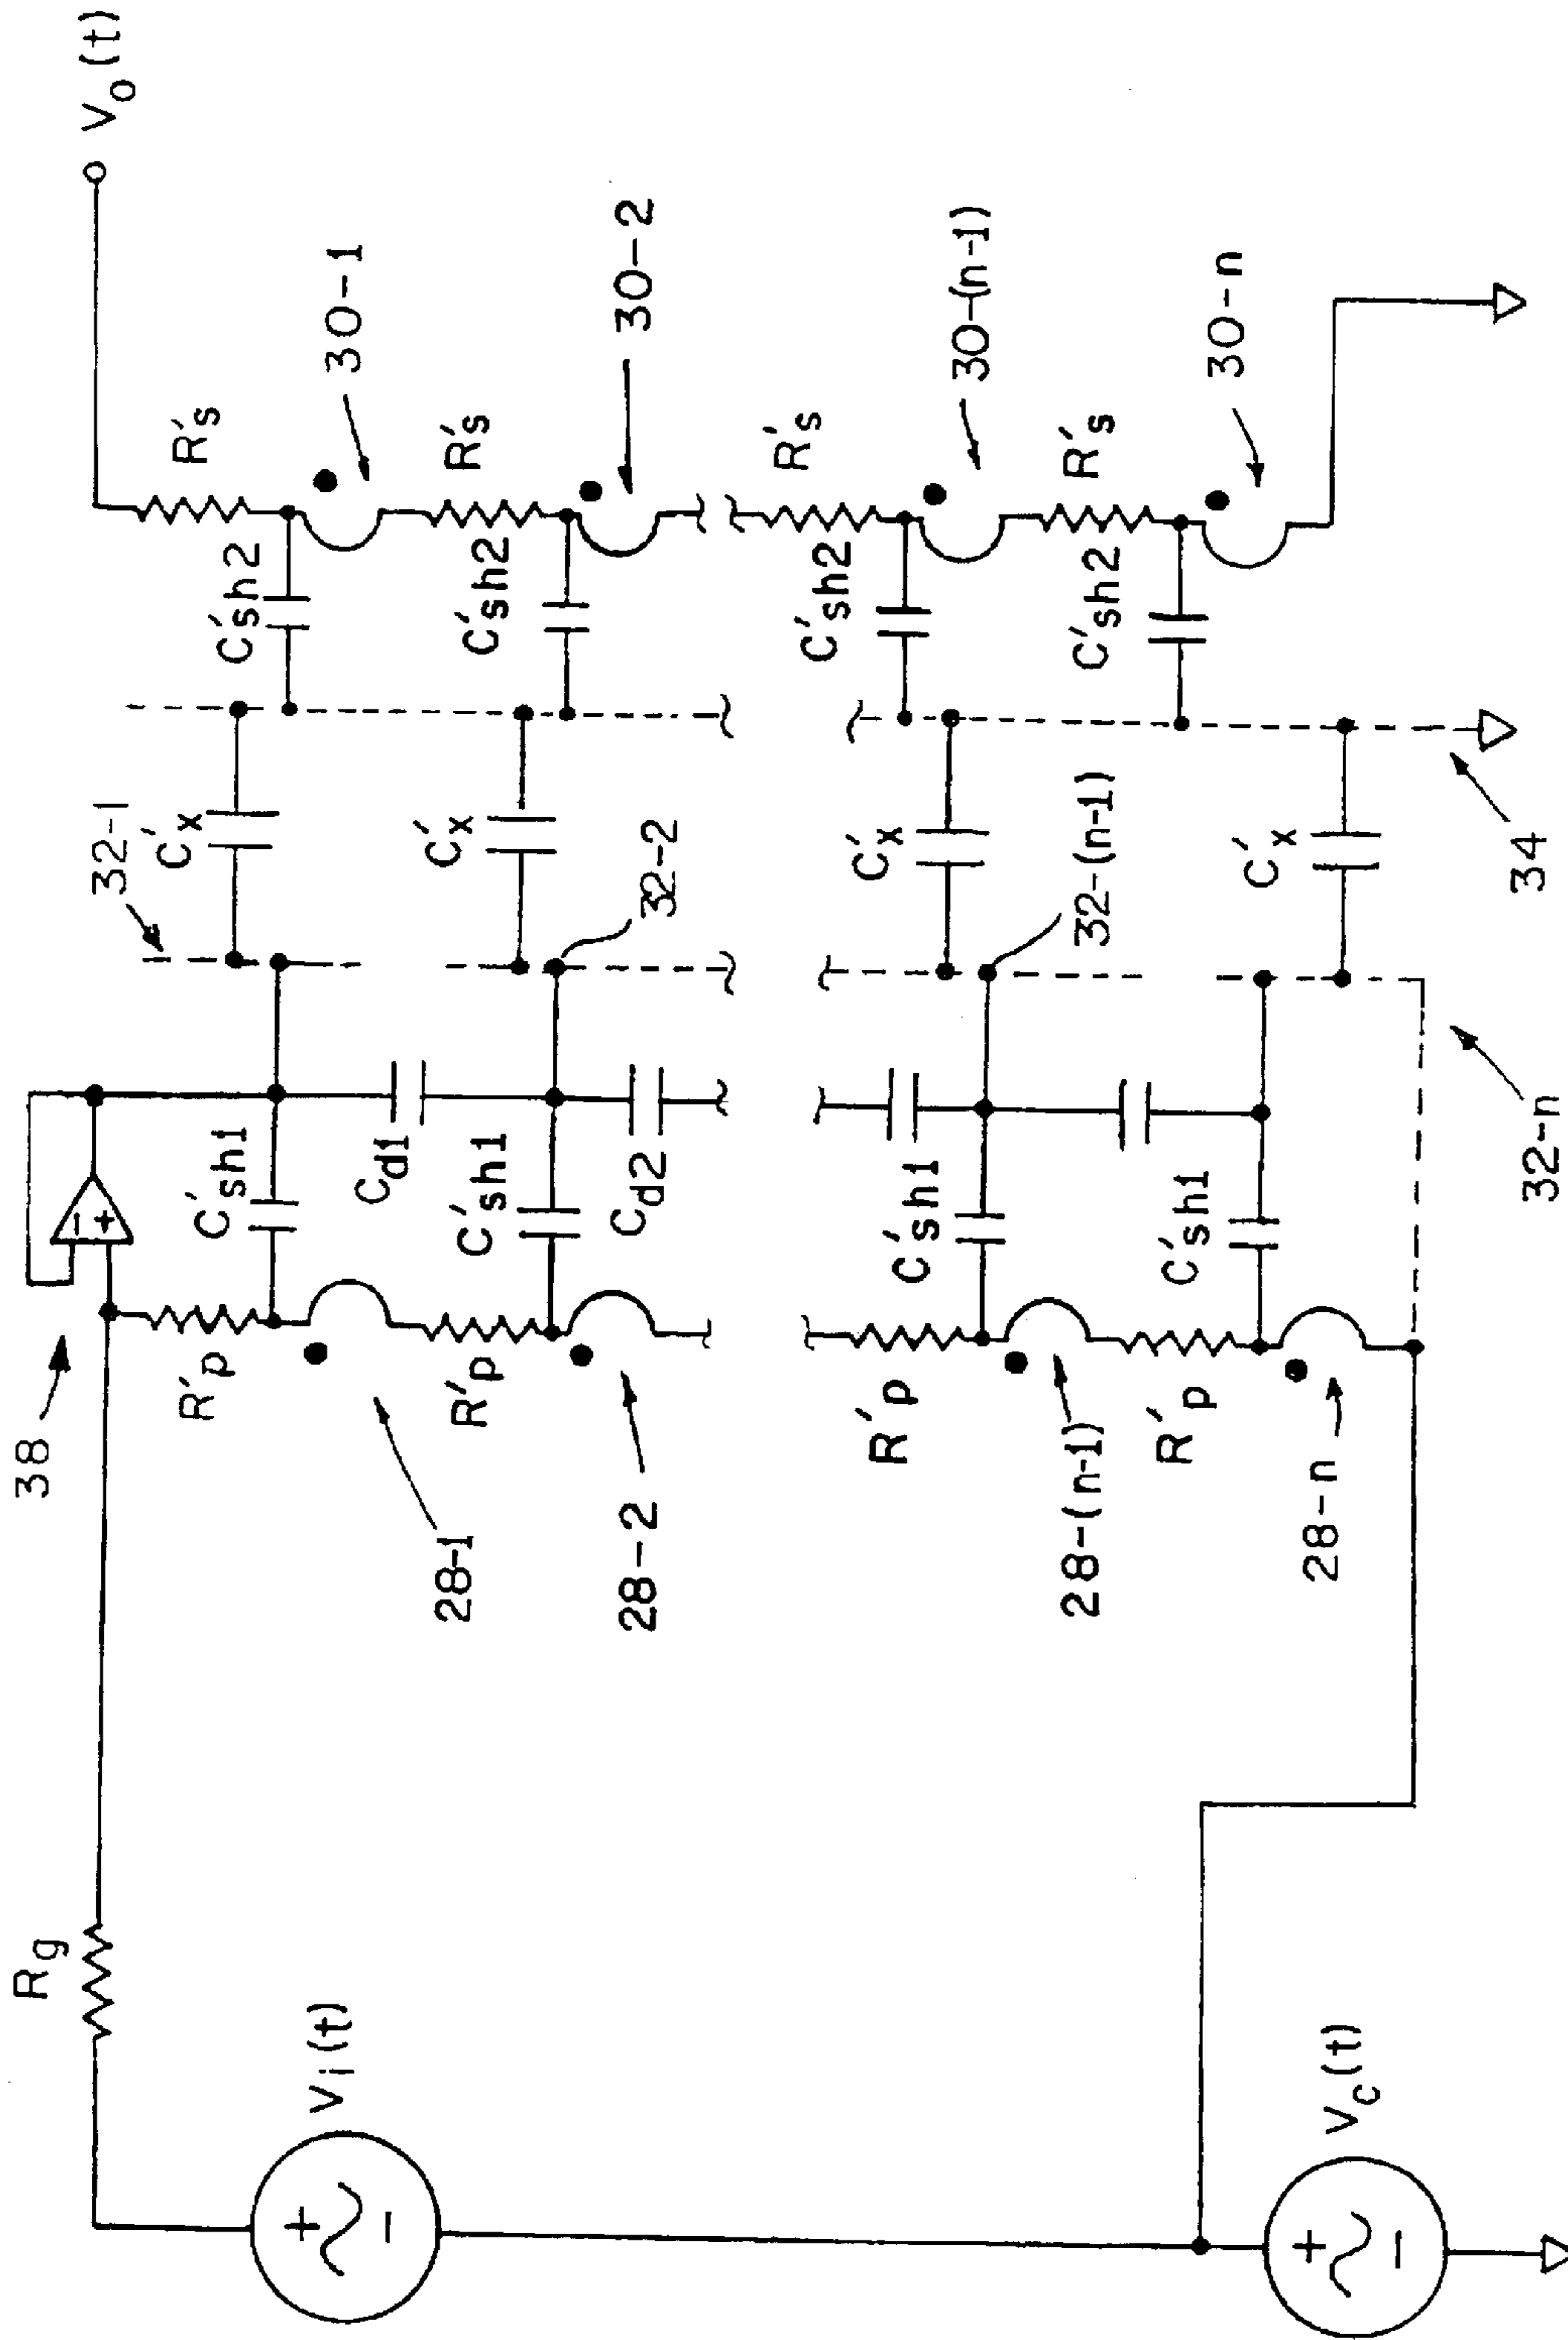 38
Rg
Vi(t)
Vc(t)
Vo(t)
- +
+ -
+ -
R'p
28-1
R'p
28-2
R'p
28-(n-1)
R'p
28-n
C'sh1
Cd1
C'sh1
Cd2
C'sh1
C'sh1
32-1
C'x
C'x
32-2
C'x
32-(n-1)
C'x
32-n
34
C'sh2
C'sh2
C'sh2
C'sh2
R's
30-1
R's
30-2
R's
30-(n-1)
R's
30-n